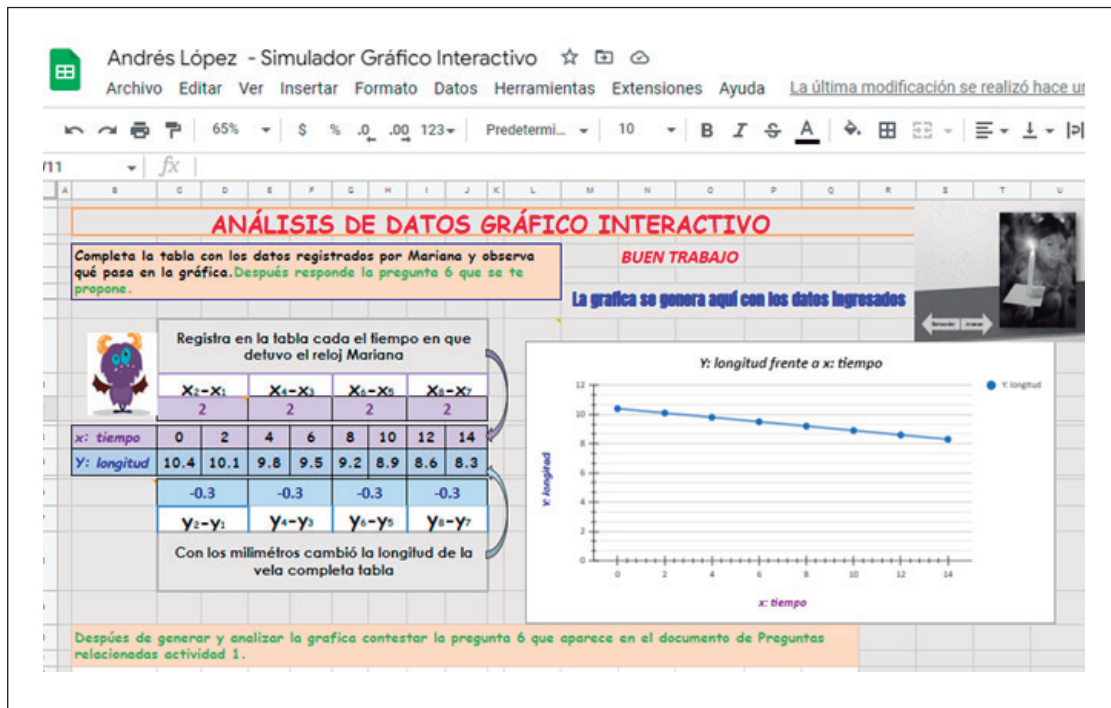 Andrés López - Simulador Gráfico Interactivo
Archivo Editar Ver Insertar Formato Datos Herramientas Extensiones Ayuda La última modificación se realizó hace un
65% $ % .0 .00 123 Predetermi... 10 B I S A
fx
A B C D E F G H I J K L M N O P Q R S T U
ANÁLISIS DE DATOS GRÁFICO INTERACTIVO
Completa la tabla con los datos registrados por Mariana y observa
qué pasa en la gráfica. Después responde la pregunta 6 que se te
propone.
BUEN TRABAJO
La grafica se genera aquí con los datos ingresados
Registra en la tabla cada el tiempo en que
detuvo el reloj Mariana
x₂-x₁ x₄-x₃ x₆-x₅ x₈-x₇
2 2 2 2
x: tiempo 0 2 4 6 8 10 12 14
Y: longitud 10.4 10.1 9.8 9.5 9.2 8.9 8.6 8.3
-0.3 -0.3 -0.3 -0.3
y₂-y₁ y₄-y₃ y₆-y₅ y₈-y₇
Con los milimétros cambió la longitud de la
vela completa tabla
Y: longitud frente a x: tiempo
Y: longitud
12
10
8
6
4
2
0
0 2 4 6 8 10 12 14
Y: longitud
x: tiempo
Despúes de generar y analizar la grafica contestar la pregunta 6 que aparece en el documento de Preguntas
relacionadas actividad 1.